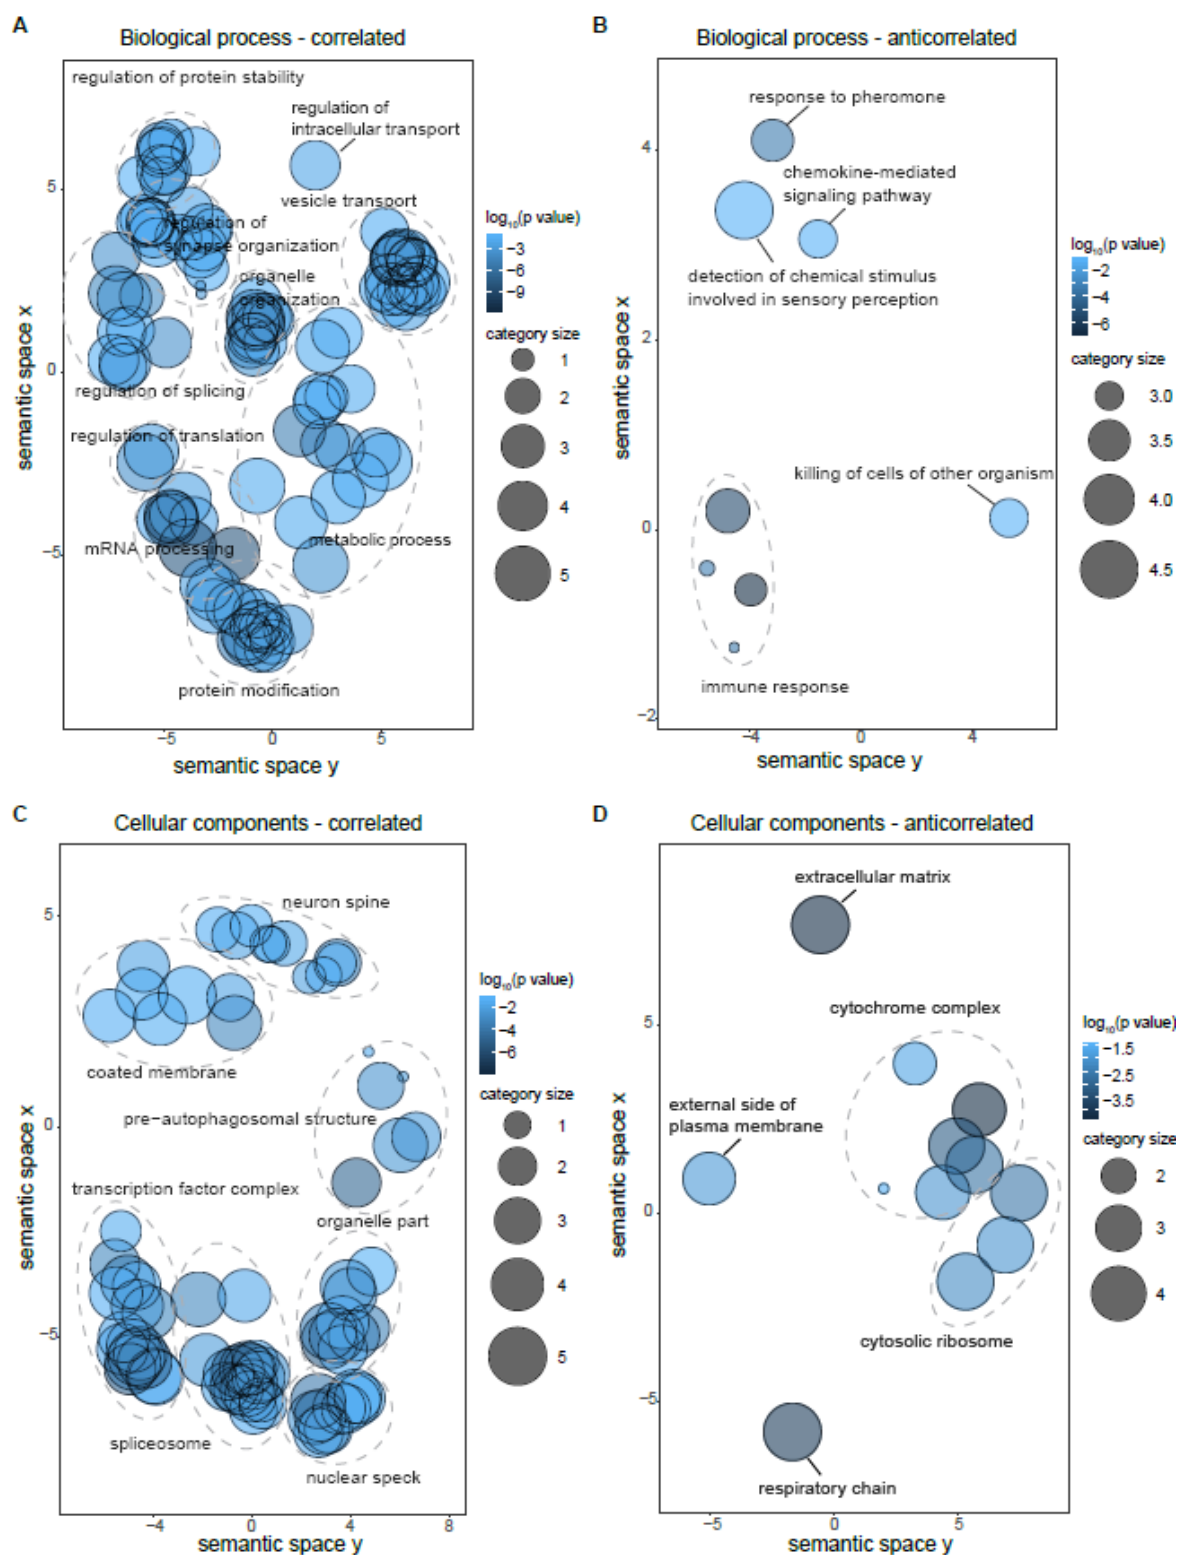 A
Biological process - correlated
regulation of protein stability
regulation of
intracellular transport
vesicle transport
regulation of
synapse organization
organelle
organization
regulation of splicing
regulation of translation
mRNA processing
metabolic process
protein modification
5
0
−5
−5
0
5
semantic space x
semantic space y
log10(p value)
−3
−6
−9
category size
1
2
3
4
5
B
Biological process - anticorrelated
response to pheromone
chemokine-mediated
signaling pathway
detection of chemical stimulus
involved in sensory perception
killing of cells of other organism
immune response
4
2
0
−2
−4
0
4
semantic space x
semantic space y
log10(p value)
−2
−4
−6
category size
3.0
3.5
4.0
4.5
C
Cellular components - correlated
neuron spine
coated membrane
pre−autophagosomal structure
transcription factor complex
organelle part
spliceosome
nuclear speck
5
0
−5
−4
0
4
8
semantic space x
semantic space y
log10(p value)
−2
−4
−6
category size
1
2
3
4
5
D
Cellular components - anticorrelated
extracellular matrix
cytochrome complex
external side of
plasma membrane
cytosolic ribosome
respiratory chain
5
0
−5
−5
0
5
semantic space x
semantic space y
log10(p value)
−1.5
−2.5
−3.5
category size
2
3
4